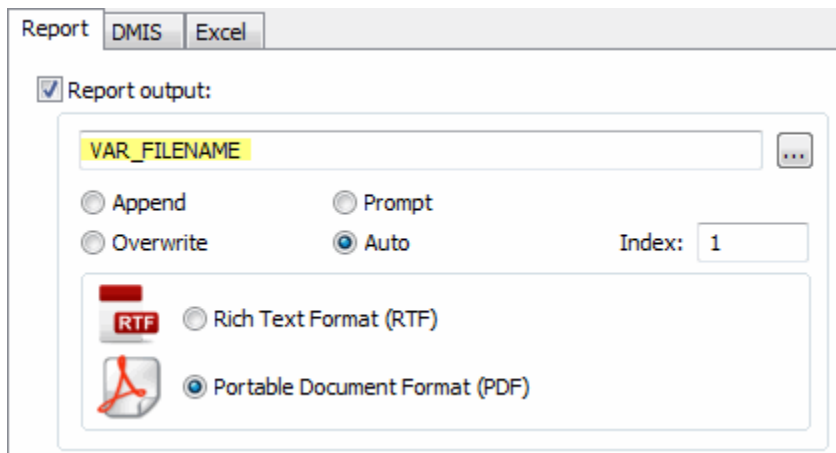 Report DMIS Excel
Report output:
VAR_FILENAME ...
Append Prompt
Overwrite Auto Index: 1
RTF Rich Text Format (RTF)
Portable Document Format (PDF)